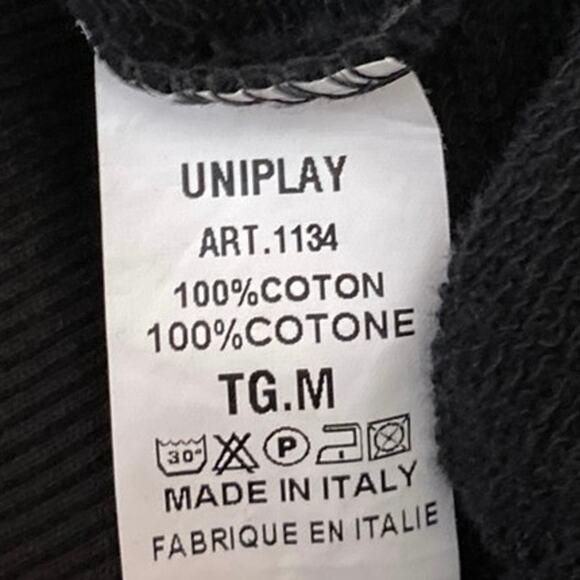 UNIPLAY
ART.1134
100%COTON
100%COTONE
TG.M
30° P
MADE IN ITALY
FABRIQUE EN ITALIE